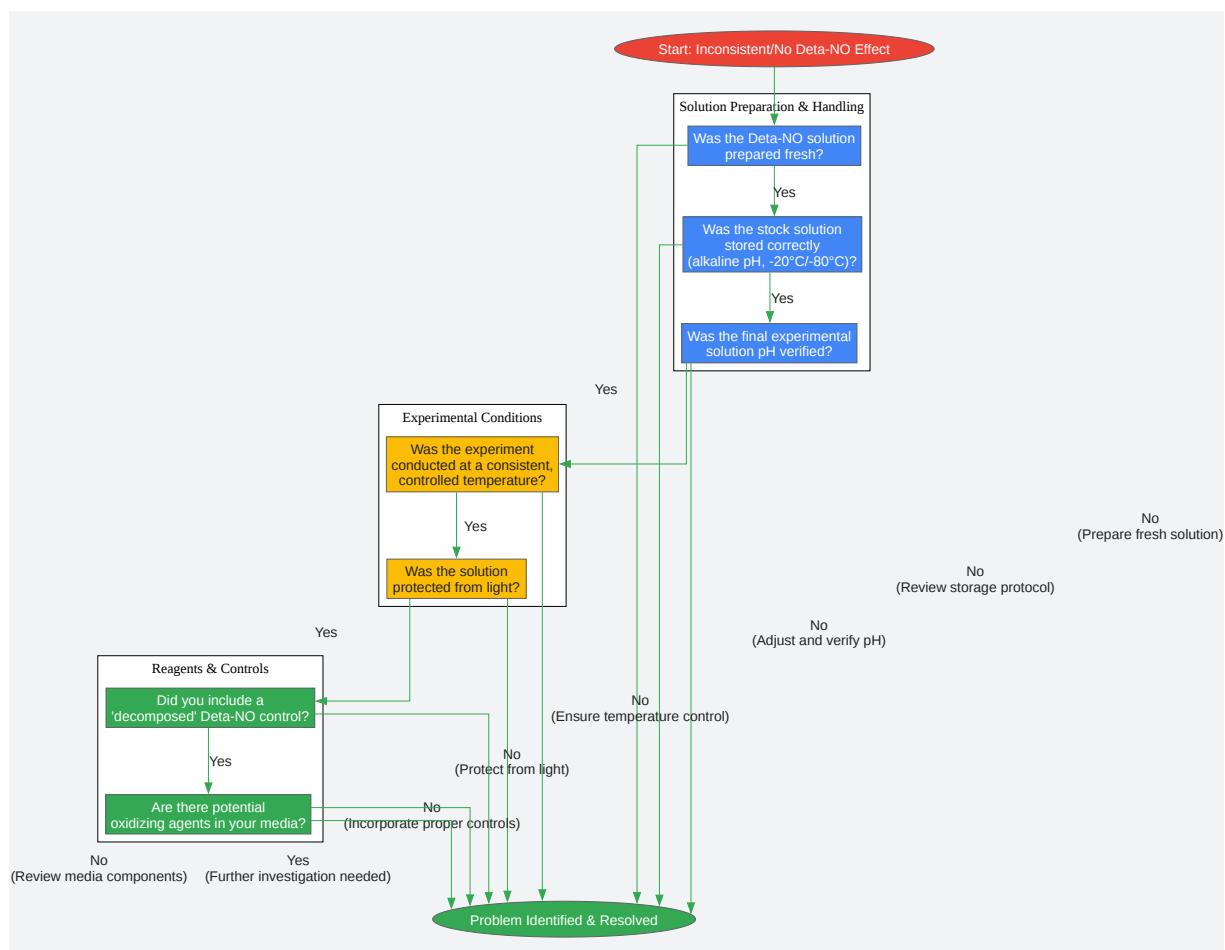 Start: Inconsistent/No Deta-NO Effect
Solution Preparation & Handling
Was the Deta-NO solution
prepared fresh?
Yes
Was the stock solution
stored correctly
(alkaline pH, -20°C/-80°C)?
Yes
Was the final experimental
solution pH verified?
Yes
Experimental Conditions
Was the experiment
conducted at a consistent,
controlled temperature?
Yes
Was the solution
protected from light?
No
(Prepare fresh solution)
No
(Review storage protocol)
No
(Adjust and verify pH)
Yes
Reagents & Controls
Did you include a
'decomposed' Deta-NO control?
No
(Ensure temperature control)
Yes
No
(Protect from light)
Are there potential
oxidizing agents in your media?
No
(Incorporate proper controls)
No
(Review media components)
Yes
(Further investigation needed)
Problem Identified & Resolved